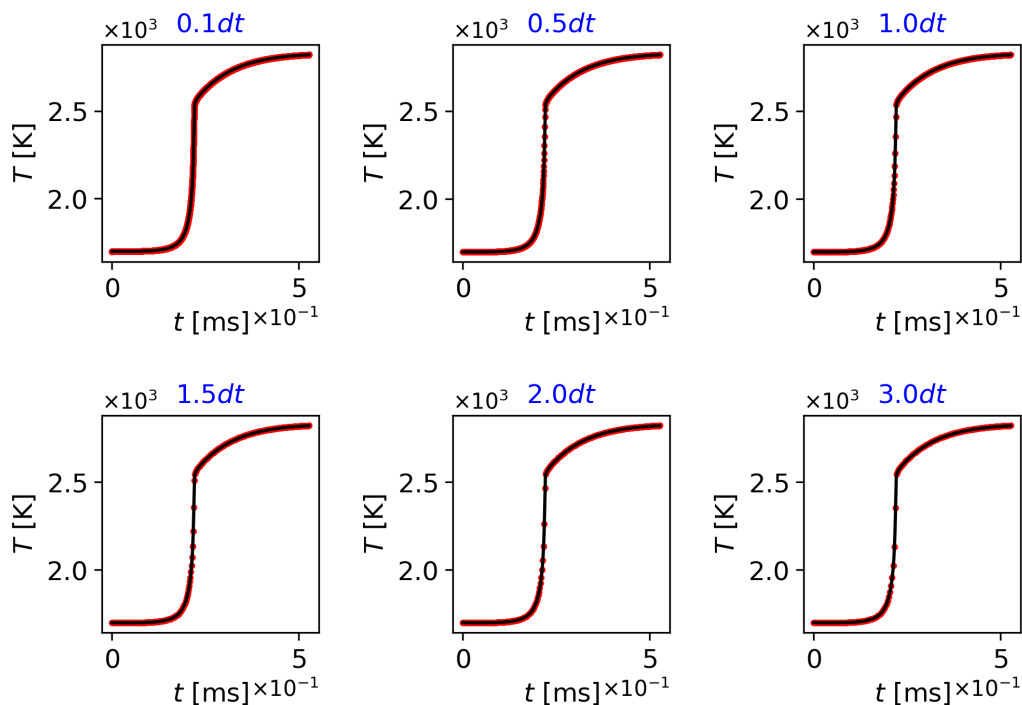 ×10³ 0.1dt
T [K]
2.5
2.0
0 5
t [ms] ×10⁻¹
×10³ 0.5dt
T [K]
2.5
2.0
0 5
t [ms] ×10⁻¹
×10³ 1.0dt
T [K]
2.5
2.0
0 5
t [ms] ×10⁻¹
×10³ 1.5dt
T [K]
2.5
2.0
0 5
t [ms] ×10⁻¹
×10³ 2.0dt
T [K]
2.5
2.0
0 5
t [ms] ×10⁻¹
×10³ 3.0dt
T [K]
2.5
2.0
0 5
t [ms] ×10⁻¹